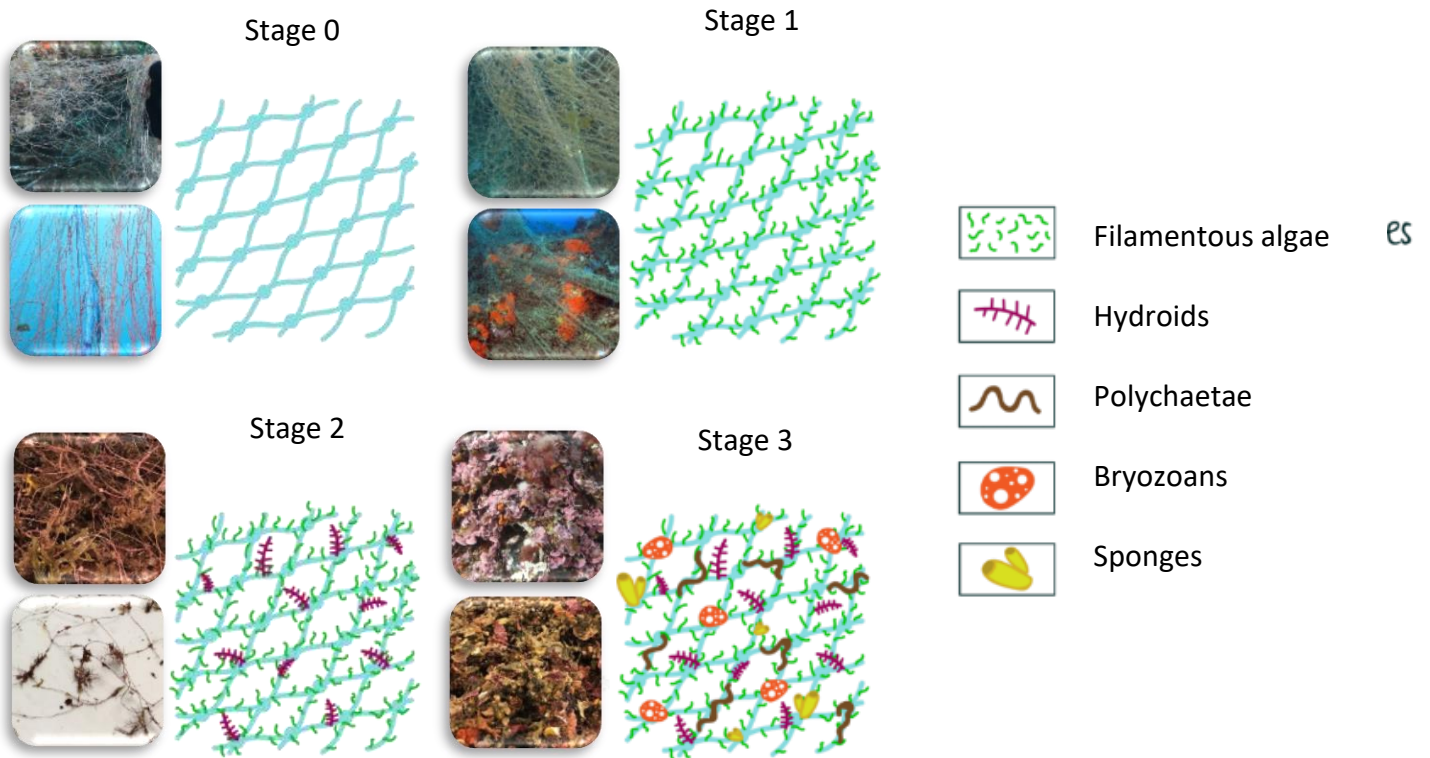 Stage 0
Stage 1
Stage 2
Stage 3
Filamentous algae
es
Hydroids
Polychaetae
Bryozoans
Sponges